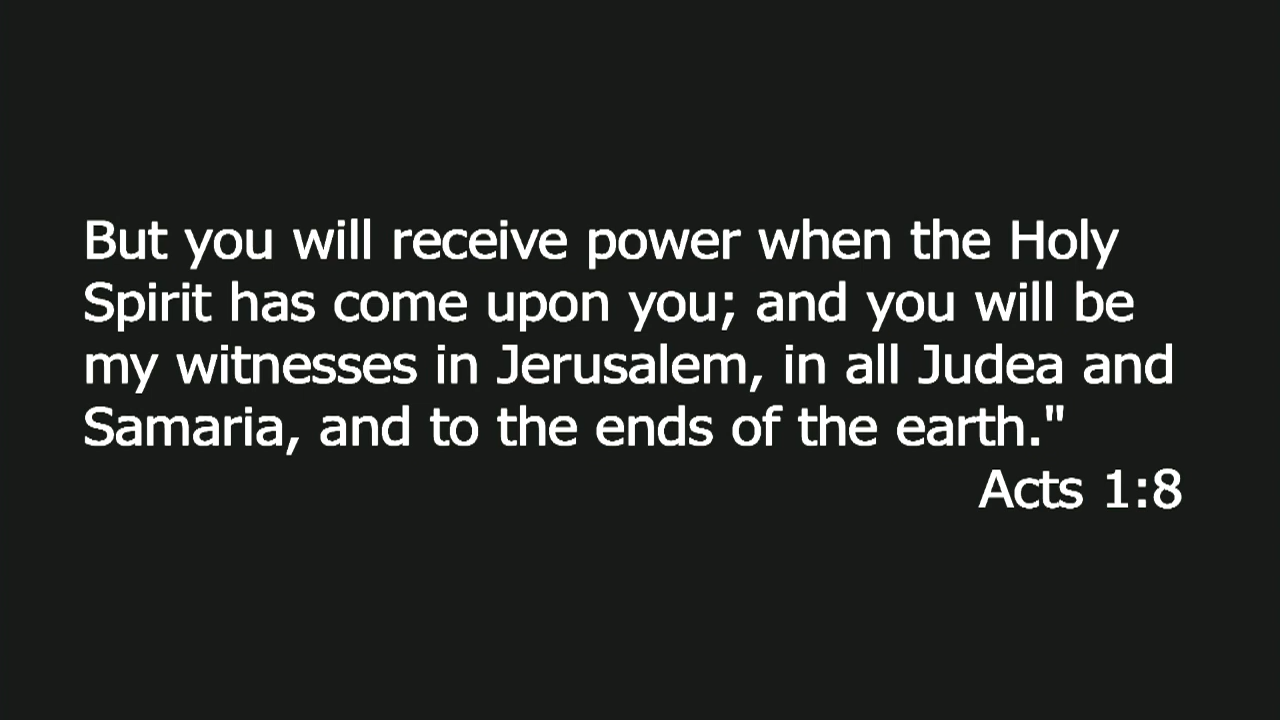 But you will receive power when the Holy
Spirit has come upon you; and you will be
my witnesses in Jerusalem, in all Judea and
Samaria, and to the ends of the earth."
Acts 1:8